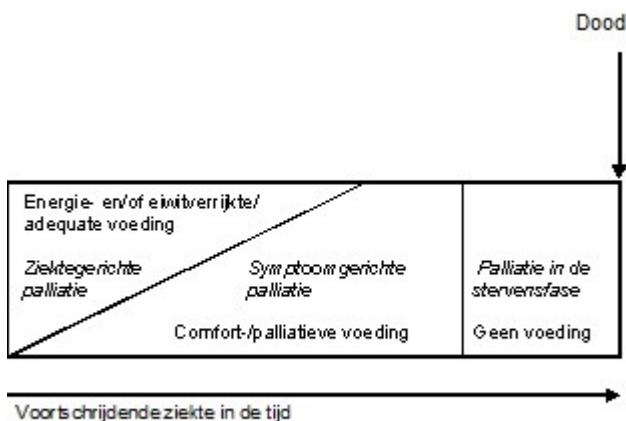 Dood
Energie- en/of eiwitverrijkte/
adequate voeding
Ziektegerichte
palliatie
Symptoomgerichte
palliatie
Palliatie in de
stervensfase
Comfort-/palliatieve voeding
Geen voeding
Voortschrijdende ziekte in de tijd